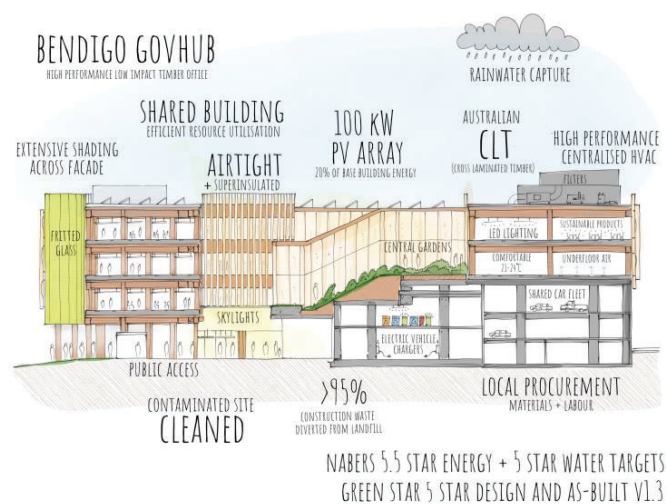 BENDIGO GOVHUB
HIGH PERFORMANCE LOW IMPACT TIMBER OFFICE
RAINWATER CAPTURE
SHARED BUILDING
EFFICIENT RESOURCE UTILISATION
100 KW
PV ARRAY
20% OF BASE BUILDING ENERGY
AUSTRALIAN
CLT
(CROSS LAMINATED TIMBER)
HIGH PERFORMANCE
CENTRALISED HVAC
EXTENSIVE SHADING
ACROSS FACADE
AIRTIGHT
+ SUPERINSULATED
FILTERS
FRITTED
GLASS
CENTRAL GARDENS
LED LIGHTING
SUSTAINABLE PRODUCTS
COMFORTABLE
21-24°C
UNDERFLOOR AIR
SKYLIGHTS
SHARED CAR FLEET
ELECTRIC VEHICLE
CHARGERS
PUBLIC ACCESS
CONTAMINATED SITE
CLEANED
>95%
CONSTRUCTION WASTE
DIVERTED FROM LANDFILL
LOCAL PROCUREMENT
MATERIALS + LABOUR
NABERS 5.5 STAR ENERGY + 5 STAR WATER TARGETS
GREEN STAR 5 STAR DESIGN AND AS-BUILT V1.3